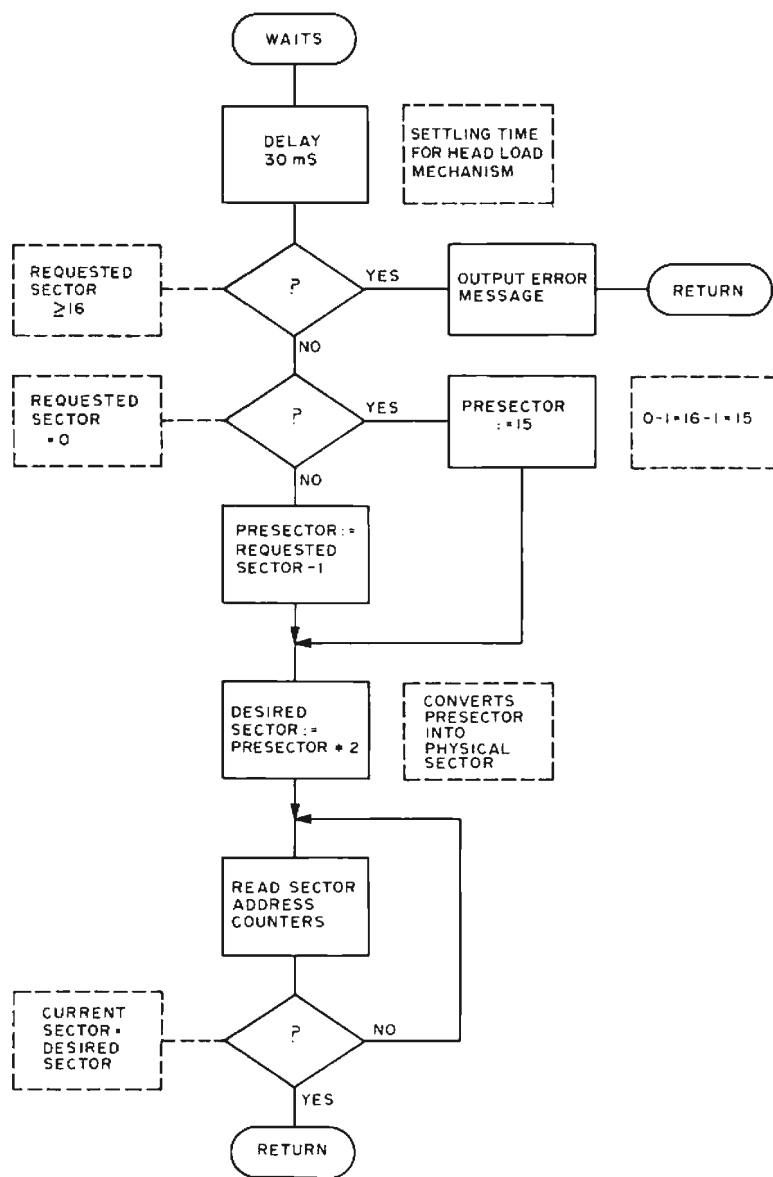 WAITS
DELAY
30 mS
SETTLING TIME
FOR HEAD LOAD
MECHANISM
REQUESTED
SECTOR
≥16
?
YES
OUTPUT ERROR
MESSAGE
RETURN
NO
REQUESTED
SECTOR
=0
?
YES
PRESECTOR
:=15
0-1=16-1=15
NO
PRESECTOR:=
REQUESTED
SECTOR-1
DESIRED
SECTOR:=
PRESECTOR * 2
CONVERTS
PRESECTOR
INTO
PHYSICAL
SECTOR
READ SECTOR
ADDRESS
COUNTERS
CURRENT
SECTOR=
DESIRED
SECTOR
?
NO
YES
RETURN